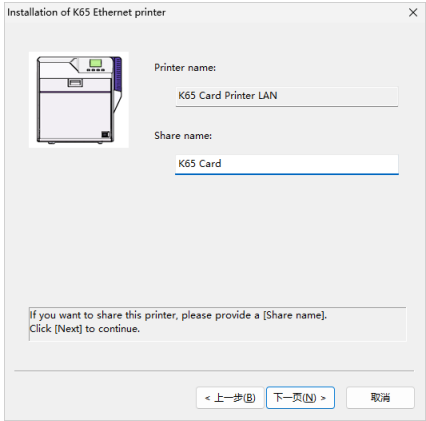 Installation of K65 Ethernet printer
Printer name:
K65 Card Printer LAN
Share name:
K65 Card
If you want to share this printer, please provide a [Share name].
Click [Next] to continue.
< 上一步(B)
下一页(N) >
取消